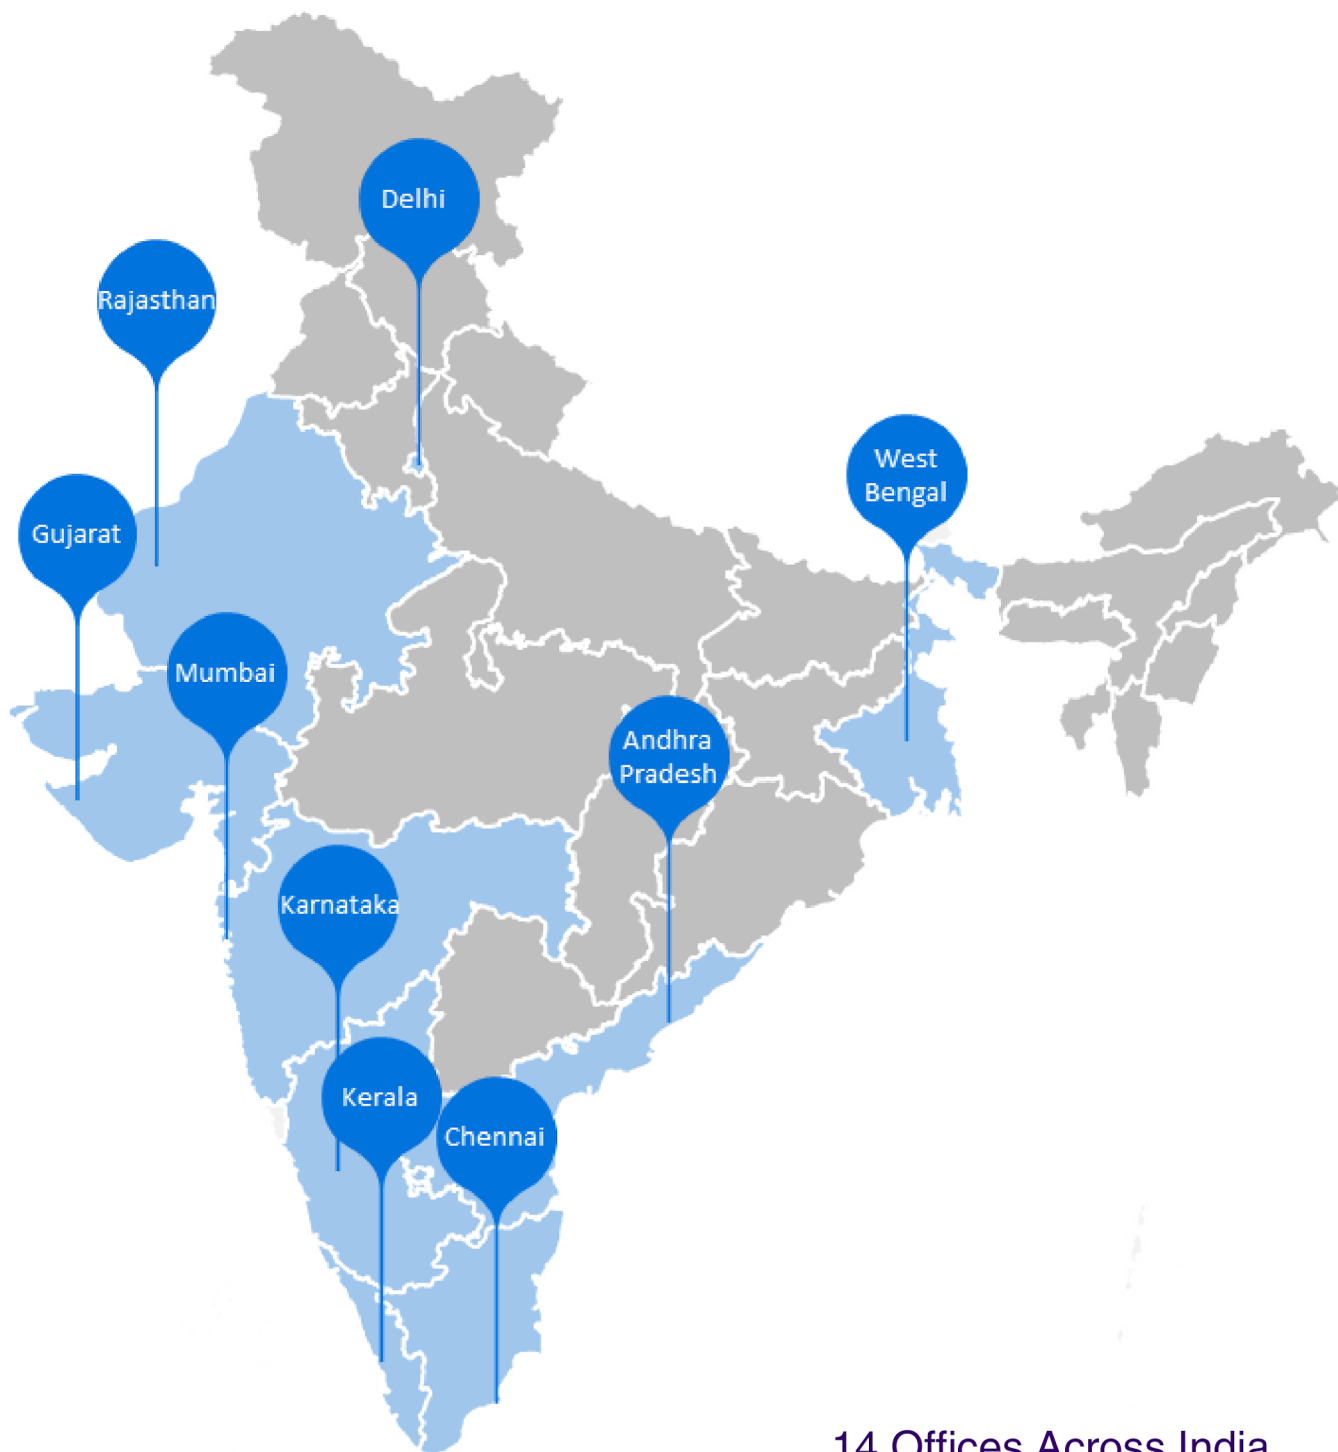 Delhi
Rajasthan
West
Bengal
Gujarat
Mumbai
Andhra
Pradesh
Karnataka
Kerala
Chennai
14 Offices Across India